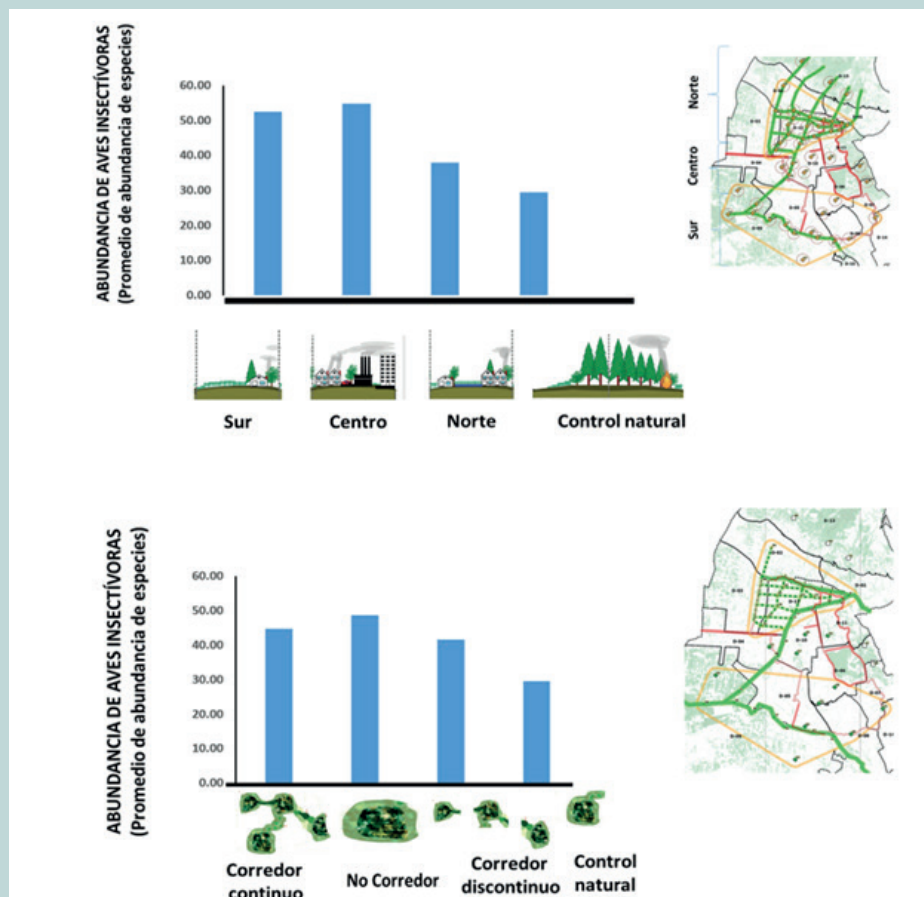 ABUNDANCIA DE AVES INSECTÍVORAS
(Promedio de abundancia de especies)
60.00
50.00
40.00
30.00
20.00
10.00
0.00
Sur
Centro
Norte
Control natural
Norte
Centro
Sur
ABUNDANCIA DE AVES INSECTÍVORAS
(Promedio de abundancia de especies)
60.00
50.00
40.00
30.00
20.00
10.00
0.00
Corredor
continuo
No Corredor
Corredor
discontinuo
Control
natural